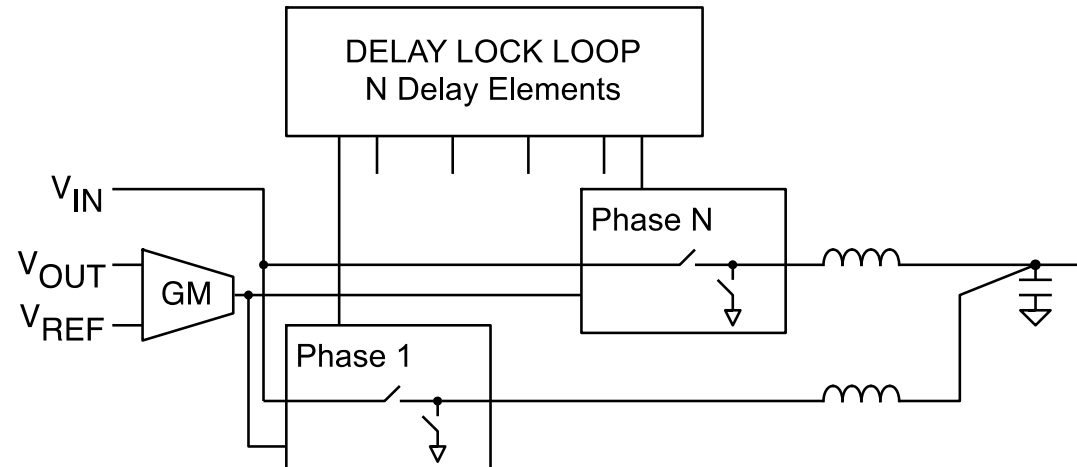 DELAY LOCK LOOP
N Delay Elements
VIN
Phase N
VOUT
GM
VREF
Phase 1